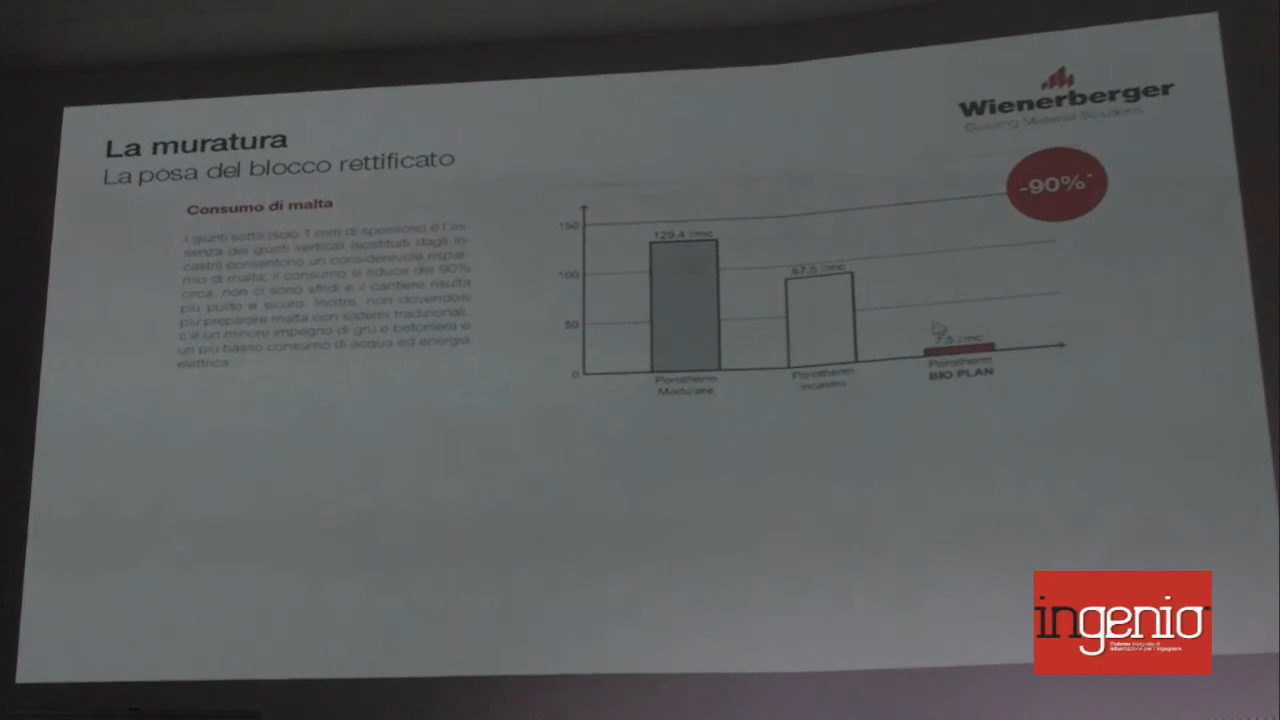 Wienerberger
Building Material Solutions
La muratura
La posa del blocco rettificato
-90%
Consumo di malta
I giunti sottili (solo 1 mm di spessore) e l'as-
senza dei giunti verticali (sostituiti dagli in-
castri) consentono un considerevole rispar-
mio di malta: il consumo si riduce del 90%
circa, non ci sono sfridi e il cantiere risulta
più pulito e sicuro. Inoltre, non dovendosi
più preparare malta con sistemi tradizionali,
c'è un minore impegno di gru e betoniera e
un più basso consumo di acqua ed energia
elettrica
150
100
50
0
129.4 l/mc
l/mc
7.5 l/mc
Porotherm
Modulare
Porotherm
Incastro
Porotherm
BIO PLAN
ingenio